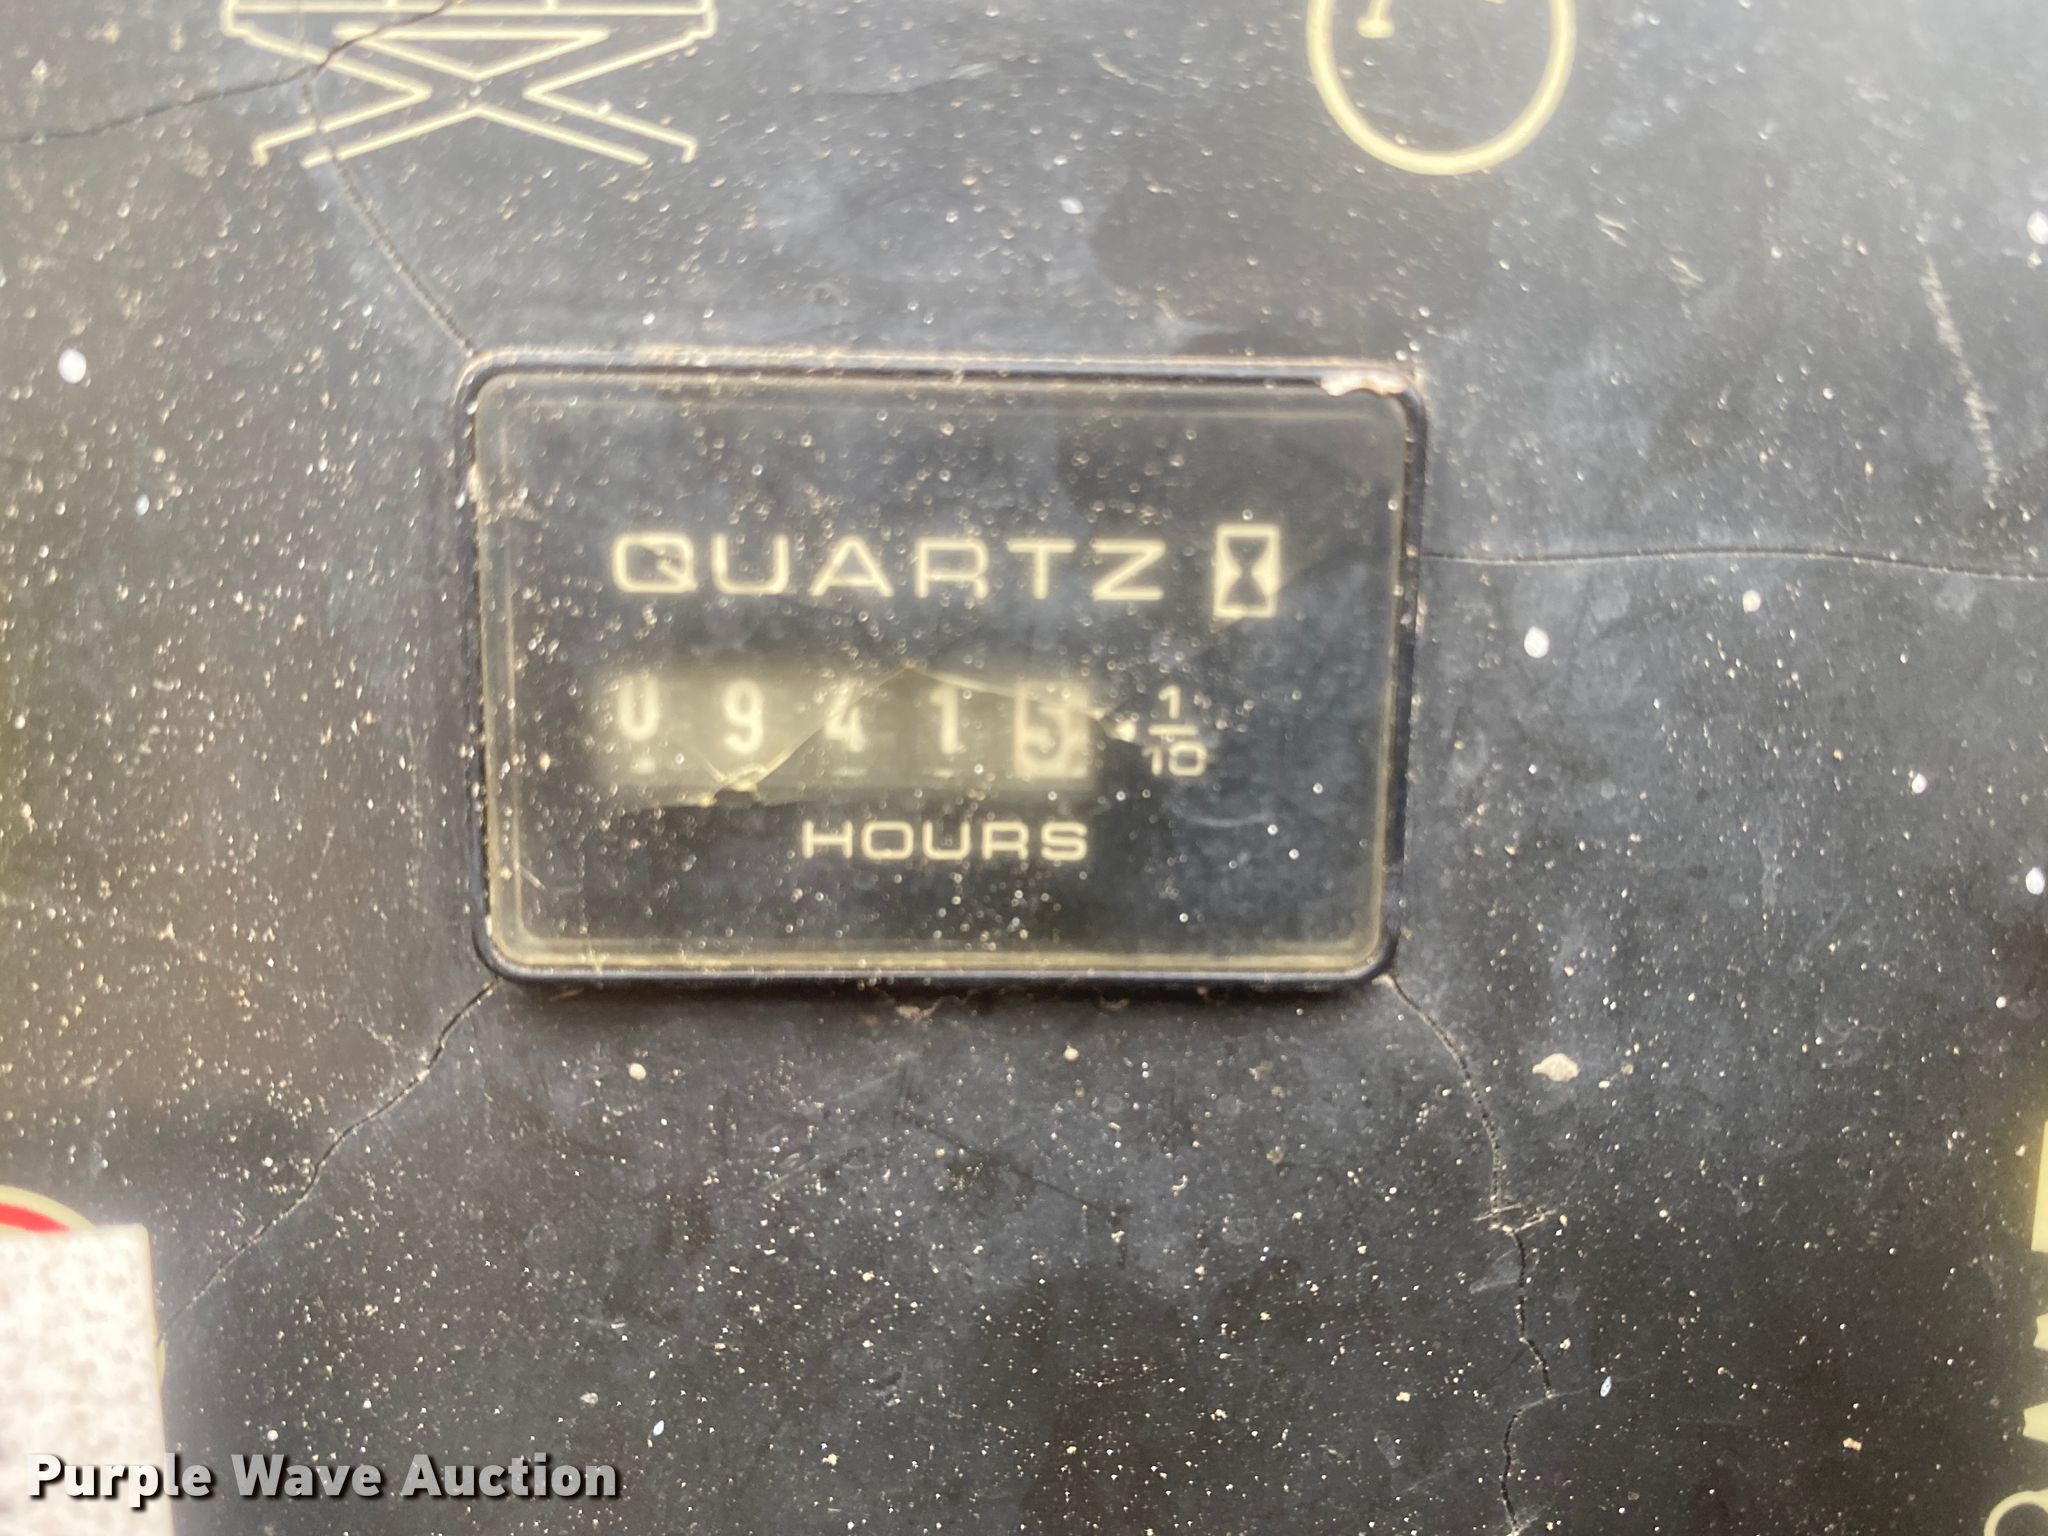 QUARTZ
09415 1/10
HOURS
Purple Wave Auction